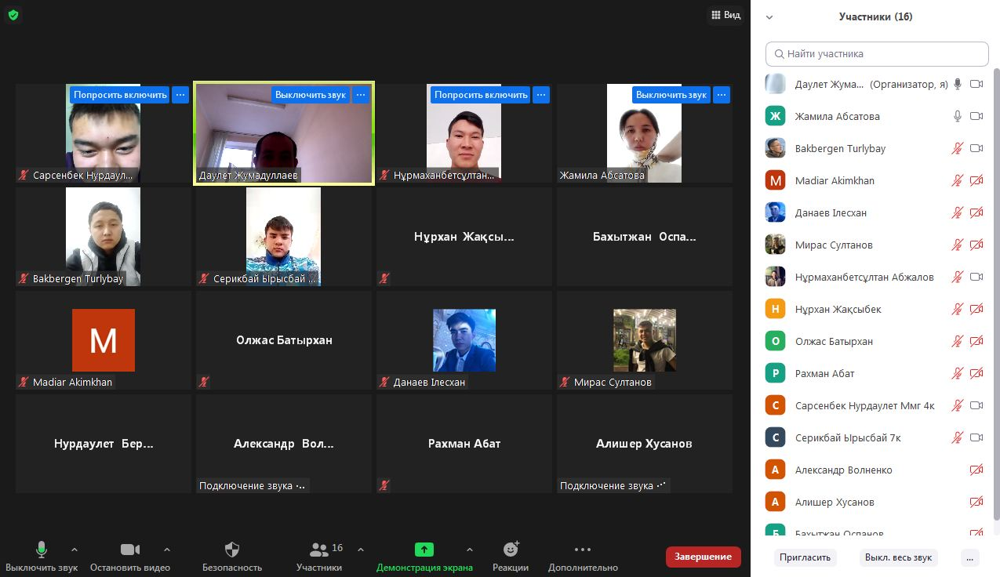 Вид
Участники (16)
Найти участника
Попросить включить ...
Сарсенбек Нурдаул...
Выключить звук ...
Даулет Жумадуллаев
Попросить включить ...
Нұрмаханбетсұлтан...
Выключить звук ...
Жамила Абсатова
Bakbergen Turlybay
Серикбай Ырысбай ...
Нұрхан Жақсы...
Бахытжан Оспа...
M
Madiar Akimkhan
Олжас Батырхан
Данаев Ілесхан
Мирас Султанов
Нурдаулет Бер...
Александр Вол...
Подключение звука
Рахман Абат
Алишер Хусанов
Подключение звука
Даулет Жума... (Организатор, я)
Ж Жамила Абсатова
Bakbergen Turlybay
M Madiar Akimkhan
Данаев Ілесхан
Мирас Султанов
Нұрмаханбетсұлтан Абжалов
Н Нұрхан Жақсыбек
О Олжас Батырхан
Р Рахман Абат
С Сарсенбек Нурдаулет Ммг 4к
С Серикбай Ырысбай 7к
А Александр Волненко
А Алишер Хусанов
Б Бахытжан Оспанов
Выключить звук
Остановить видео
Безопасность
16
Участники
Демонстрация экрана
Реакции
Дополнительно
Завершение
Пригласить
Выкл. весь звук
...